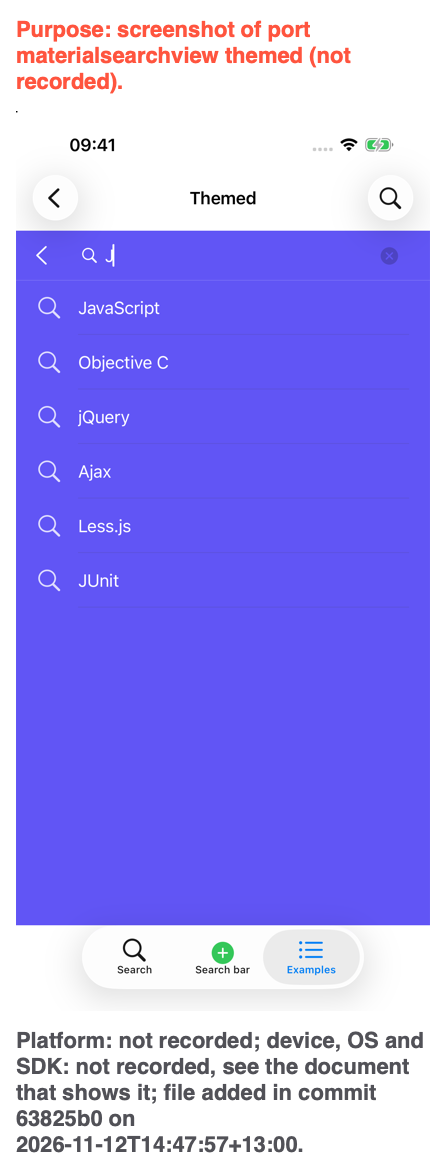 Purpose: screenshot of port
materialsearchview themed (not
recorded).
.
09:41
Themed
J
JavaScript
Objective C
jQuery
Ajax
Less.js
JUnit
Search
Search bar
Examples
Platform: not recorded; device, OS and
SDK: not recorded, see the document
that shows it; file added in commit
63825b0 on
2026-11-12T14:47:57+13:00.